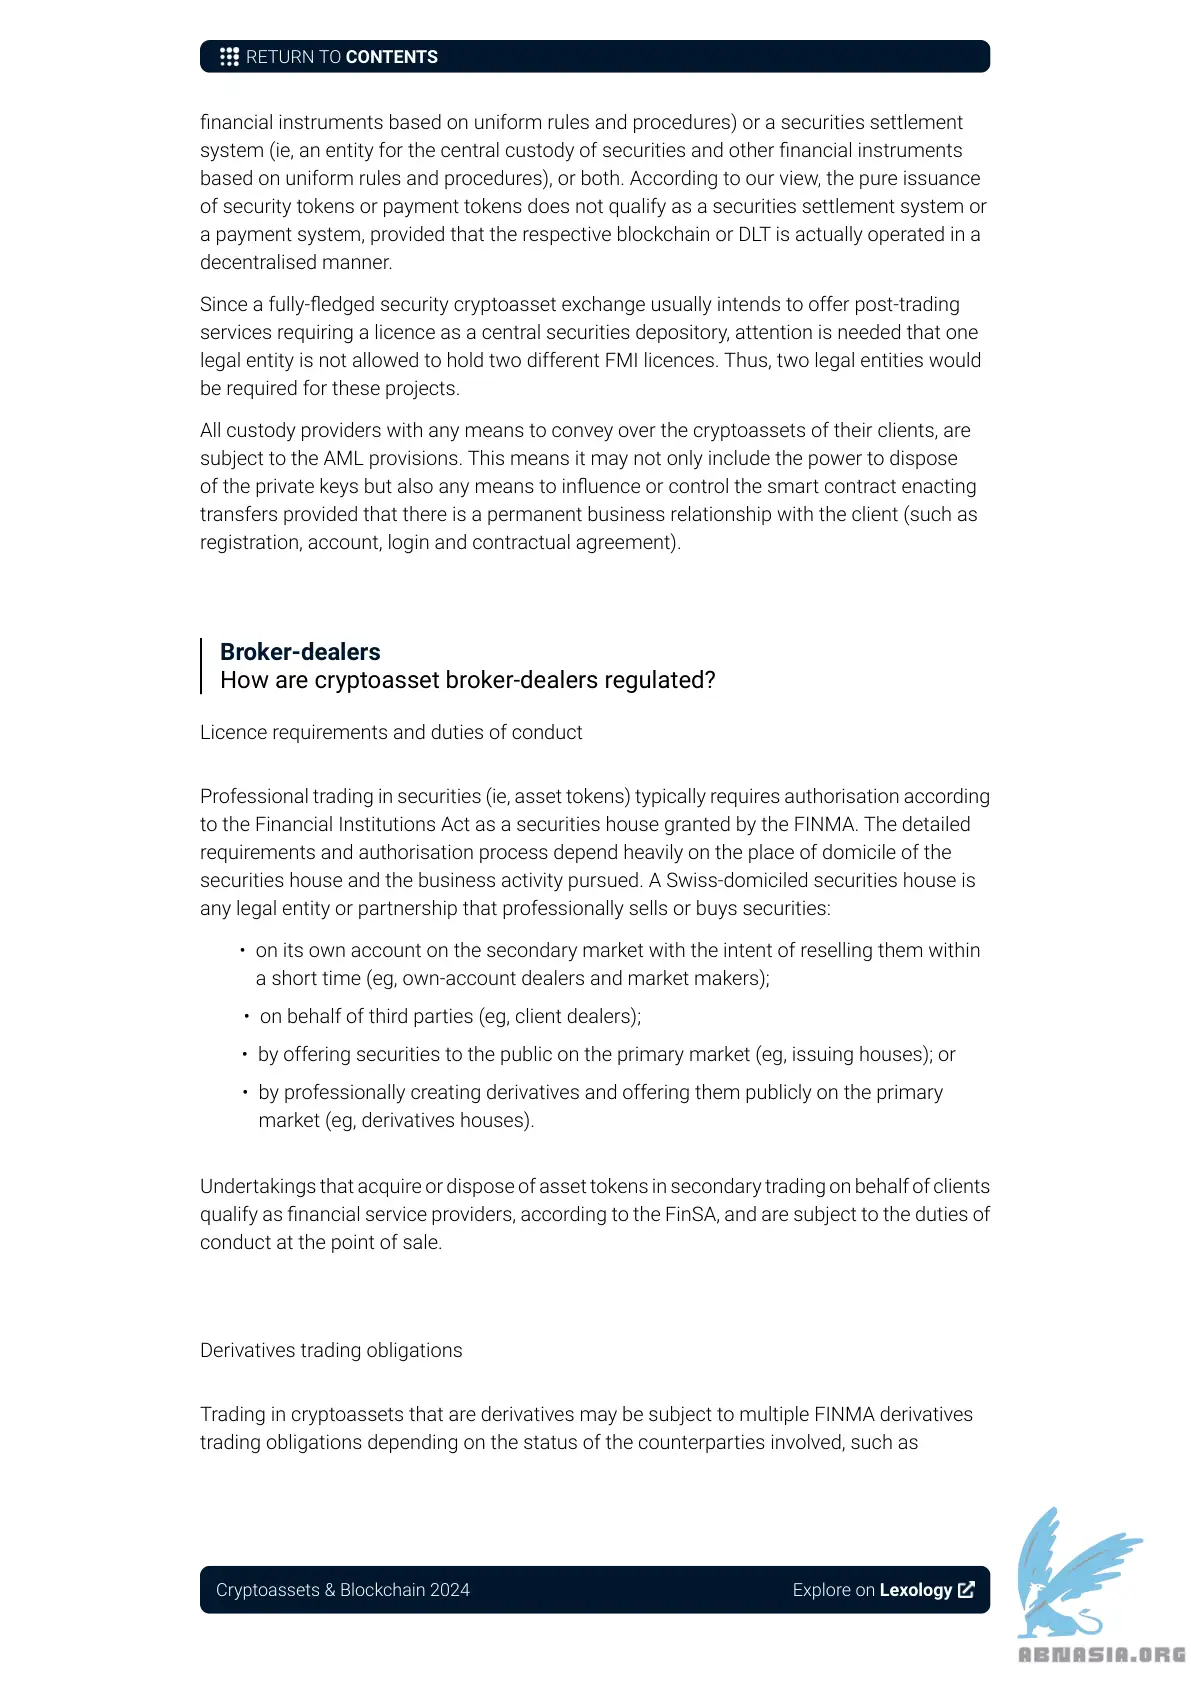 RETURN TO CONTENTS
financial instruments based on uniform rules and procedures) or a securities settlement
system (ie, an entity for the central custody of securities and other financial instruments
based on uniform rules and procedures), or both. According to our view, the pure issuance
of security tokens or payment tokens does not qualify as a securities settlement system or
a payment system, provided that the respective blockchain or DLT is actually operated in a
decentralised manner.
Since a fully-fledged security cryptoasset exchange usually intends to offer post-trading
services requiring a licence as a central securities depository, attention is needed that one
legal entity is not allowed to hold two different FMI licences. Thus, two legal entities would
be required for these projects.
All custody providers with any means to convey over the cryptoassets of their clients, are
subject to the AML provisions. This means it may not only include the power to dispose
of the private keys but also any means to influence or control the smart contract enacting
transfers provided that there is a permanent business relationship with the client (such as
registration, account, login and contractual agreement).
Broker-dealers
How are cryptoasset broker-dealers regulated?
Licence requirements and duties of conduct
Professional trading in securities (ie, asset tokens) typically requires authorisation according
to the Financial Institutions Act as a securities house granted by the FINMA. The detailed
requirements and authorisation process depend heavily on the place of domicile of the
securities house and the business activity pursued. A Swiss-domiciled securities house is
any legal entity or partnership that professionally sells or buys securities:
• on its own account on the secondary market with the intent of reselling them within
a short time (eg, own-account dealers and market makers);
• on behalf of third parties (eg, client dealers);
• by offering securities to the public on the primary market (eg, issuing houses); or
• by professionally creating derivatives and offering them publicly on the primary
market (eg, derivatives houses).
Undertakings that acquire or dispose of asset tokens in secondary trading on behalf of clients
qualify as financial service providers, according to the FinSA, and are subject to the duties of
conduct at the point of sale.
Derivatives trading obligations
Trading in cryptoassets that are derivatives may be subject to multiple FINMA derivatives
trading obligations depending on the status of the counterparties involved, such as
Cryptoassets & Blockchain 2024
Explore on Lexology
ABNASIA.ORG